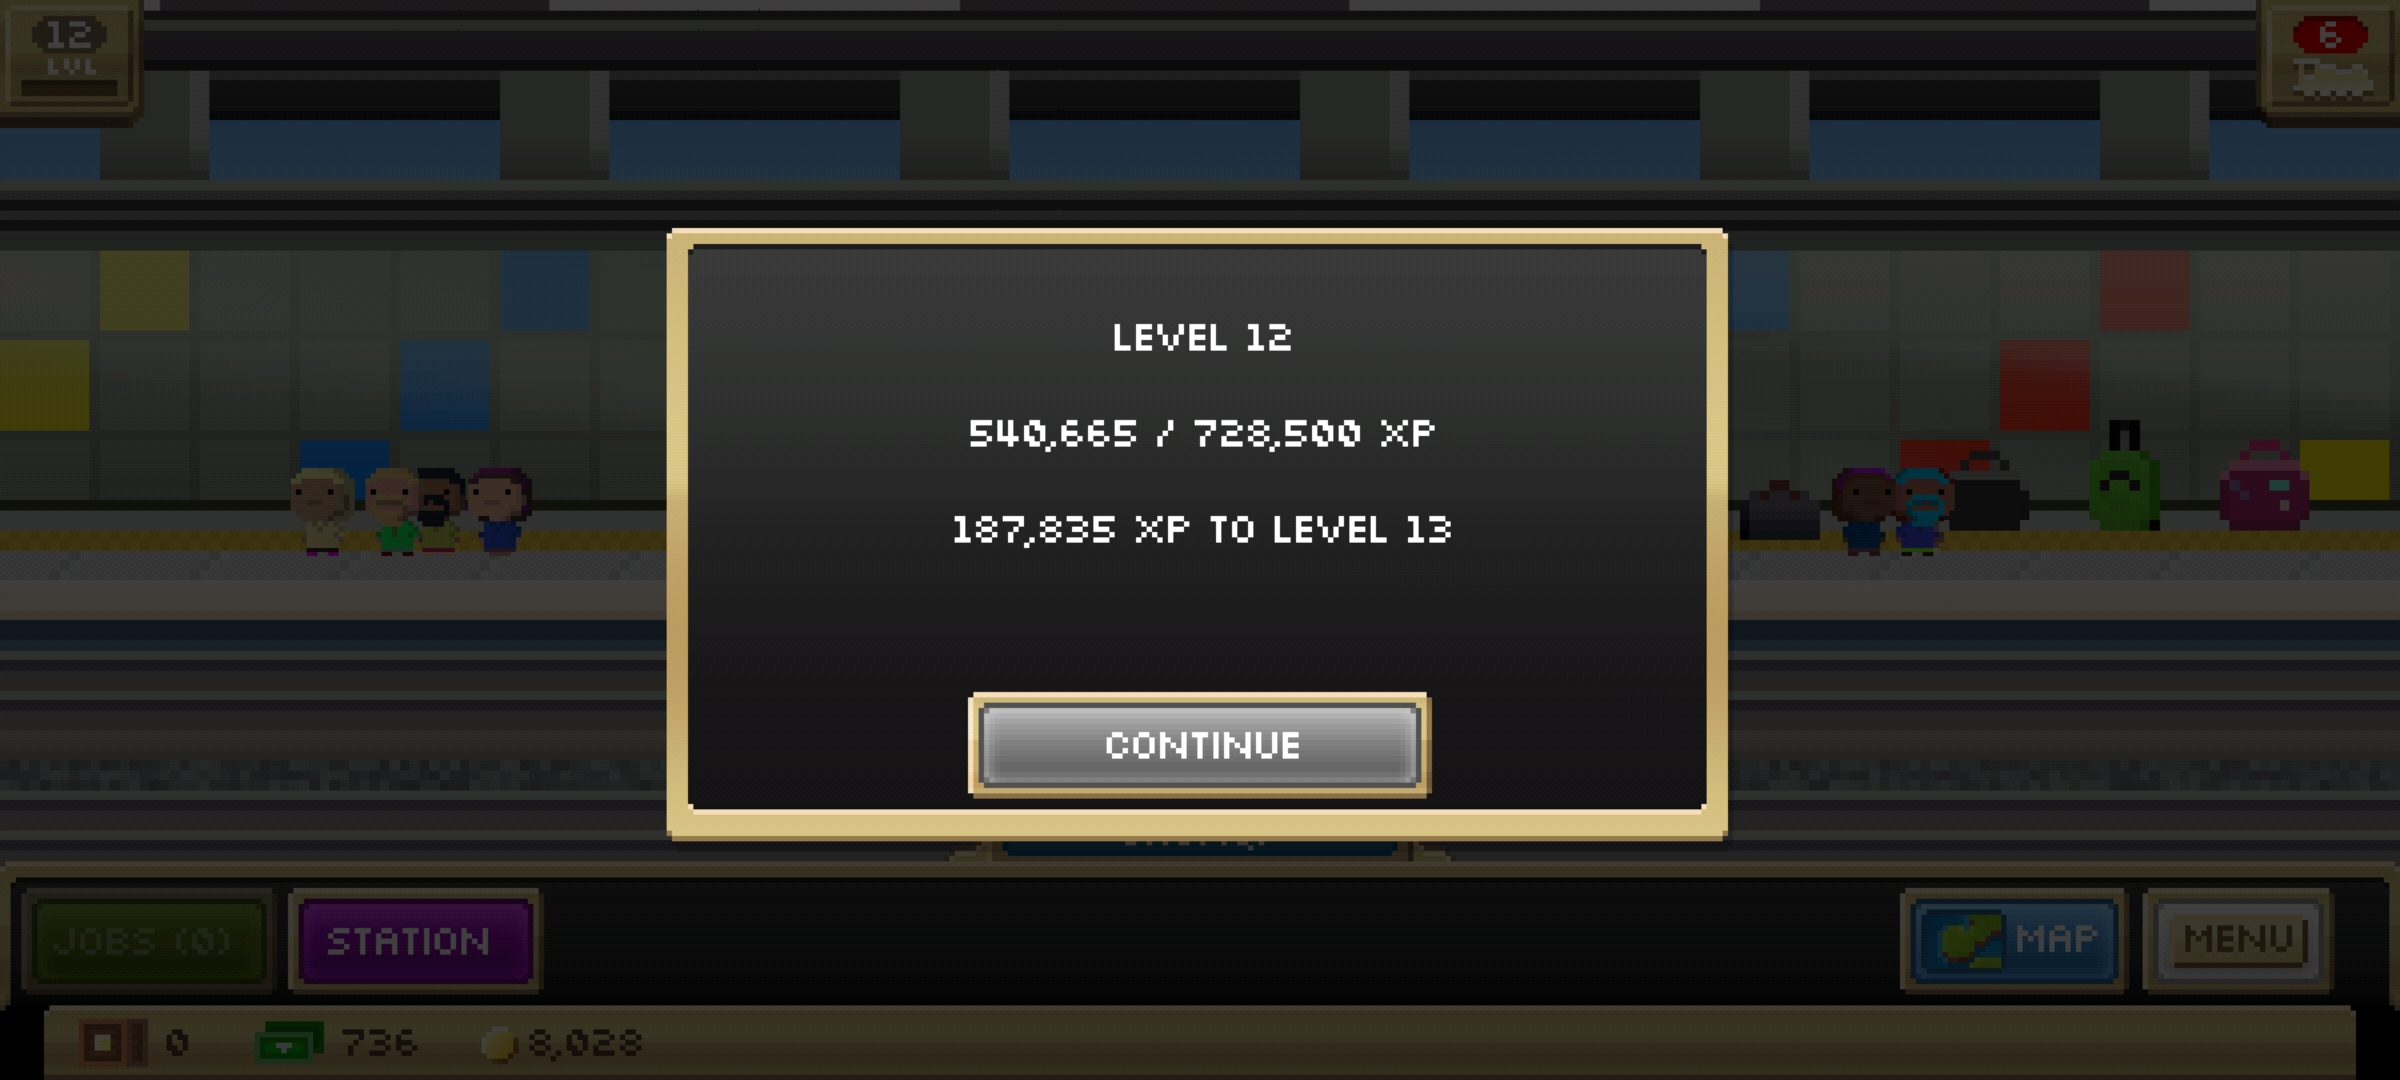 12
LVL
6
LEVEL 12
540,665 / 728,500 XP
187,835 XP TO LEVEL 13
CONTINUE
JOBS (0)
STATION
MAP
MENU
0
736
8,028